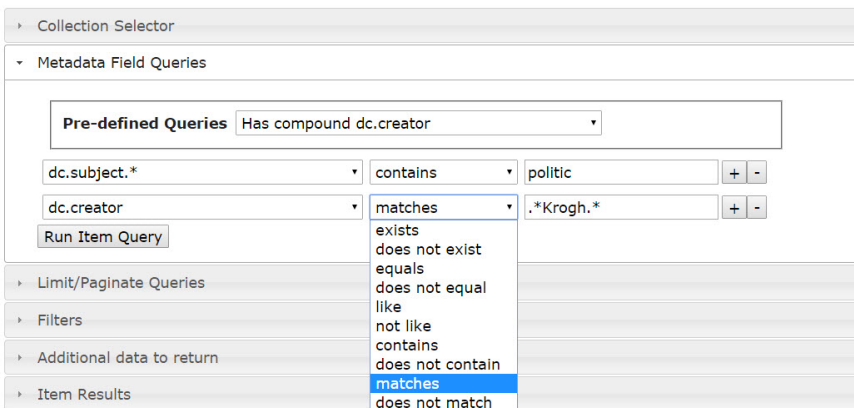 Collection Selector
Metadata Field Queries
Pre-defined Queries Has compound dc.creator
dc.subject.* contains politic + -
dc.creator matches .*Krogh.* + -
Run Item Query
exists
does not exist
equals
does not equal
like
not like
contains
does not contain
matches
does not match
Limit/Paginate Queries
Filters
Additional data to return
Item Results